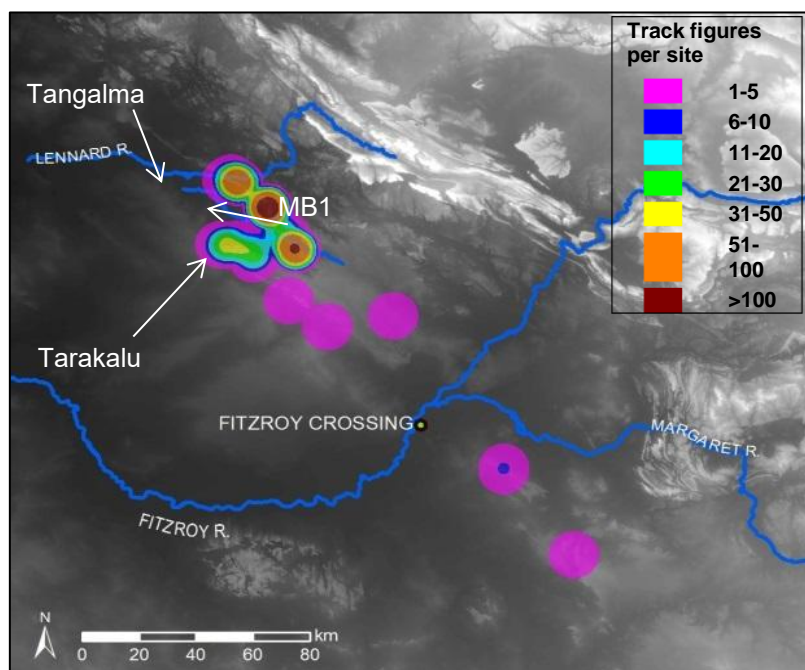 Track figures
per site
1-5
6-10
11-20
21-30
31-50
51-
100
>100
Tangalma
LENNARD R.
MB1
Tarakalu
FITZROY CROSSING
MARGARET R.
FITZROY R.
N
km
0 20 40 60 80